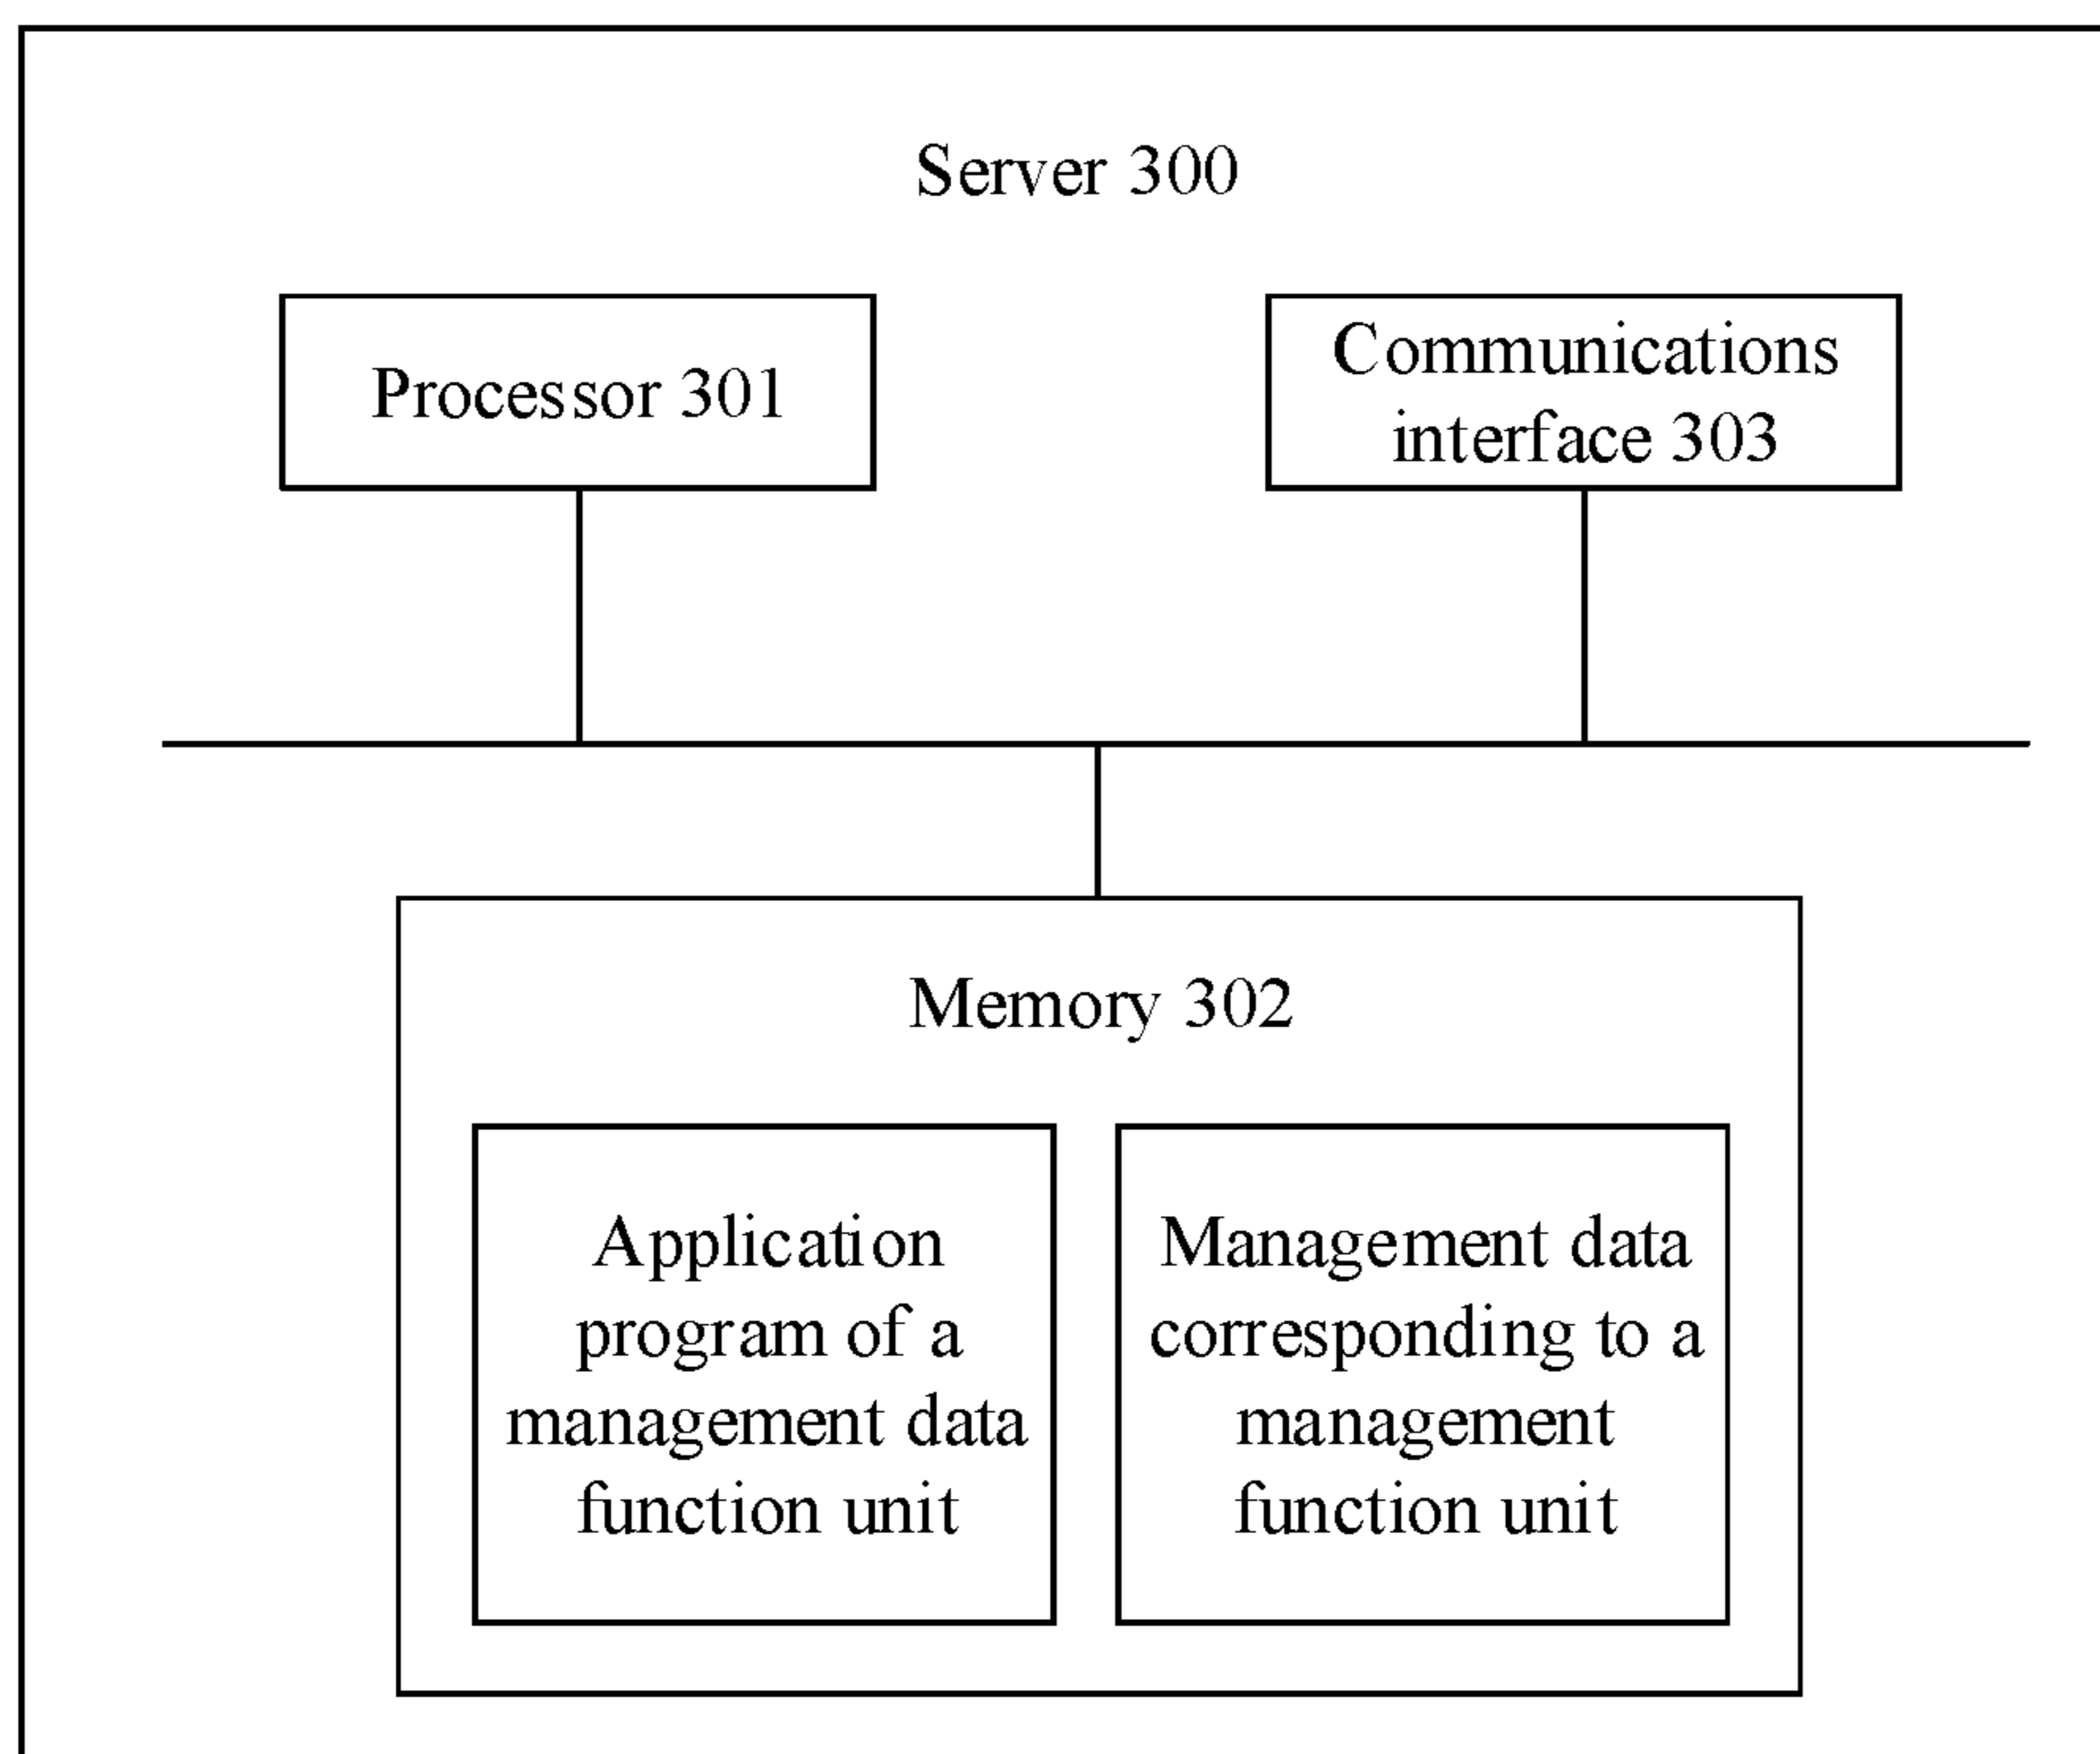 Server 300
Processor 301
Communications
interface 303
Memory 302
Application
program of a
management data
function unit
Management data
corresponding to a
management
function unit